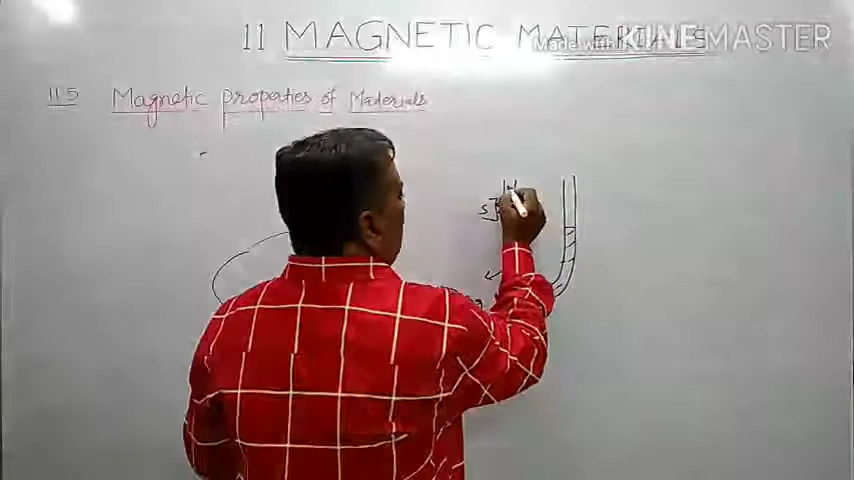 11 MAGNETIC MATERIALS
Made with KINEMASTER
11.5 Magnetic properties of Materials
S